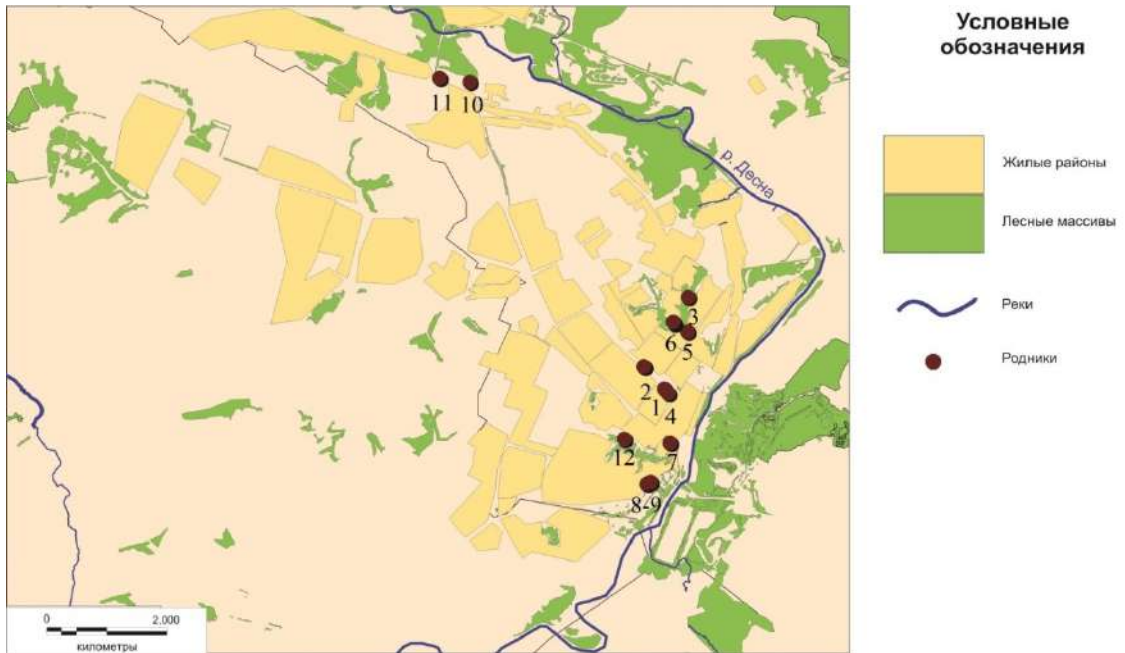 Условные
обозначения
Жилые районы
Лесные массивы
Реки
Родники
11 10
р. Десна
3
6
5
2
1
4
12
7
8-9
0 2.000
километры